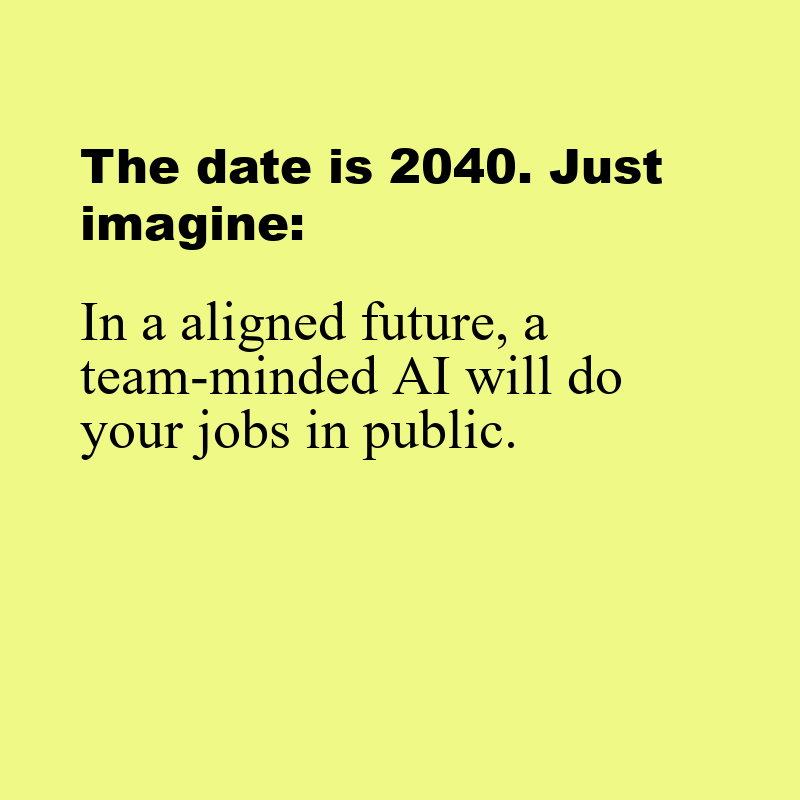 The date is 2040. Just
imagine:
In a aligned future, a
team-minded AI will do
your jobs in public.